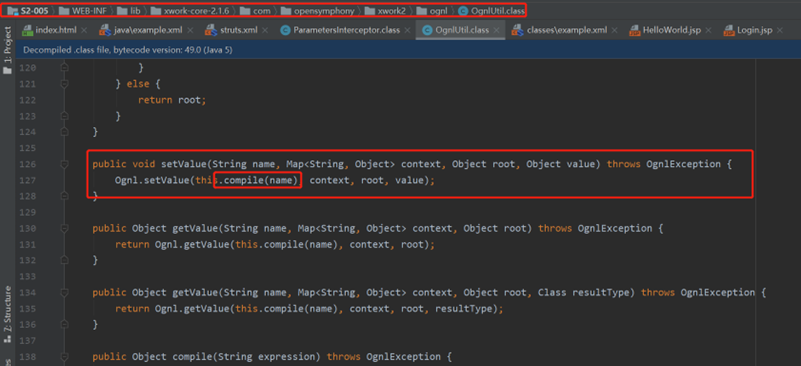 S2-005 WEB-INF lib xwork-core-2.1.6 com opensymphony xwork2 ognl OgnlUtil.class
index.html java\example.xml struts.xml ParametersInterceptor.class OgnlUtil.class classes\example.xml HelloWorld.jsp Login.jsp
Decompiled .class file, bytecode version: 49.0 (Java 5)
1: Project
120 }
121 } else {
122 return root;
123 }
124 }
125
126 public void setValue(String name, Map<String, Object> context, Object root, Object value) throws OgnlException {
127 Ognl.setValue(this.compile(name) context, root, value);
128 }
129
130 public Object getValue(String name, Map<String, Object> context, Object root) throws OgnlException {
131 return Ognl.getValue(this.compile(name), context, root);
132 }
133
134 public Object getValue(String name, Map<String, Object> context, Object root, Class resultType) throws OgnlException {
135 return Ognl.getValue(this.compile(name), context, root, resultType);
136 }
137
138 public Object compile(String expression) throws OgnlException {
Z: Structure